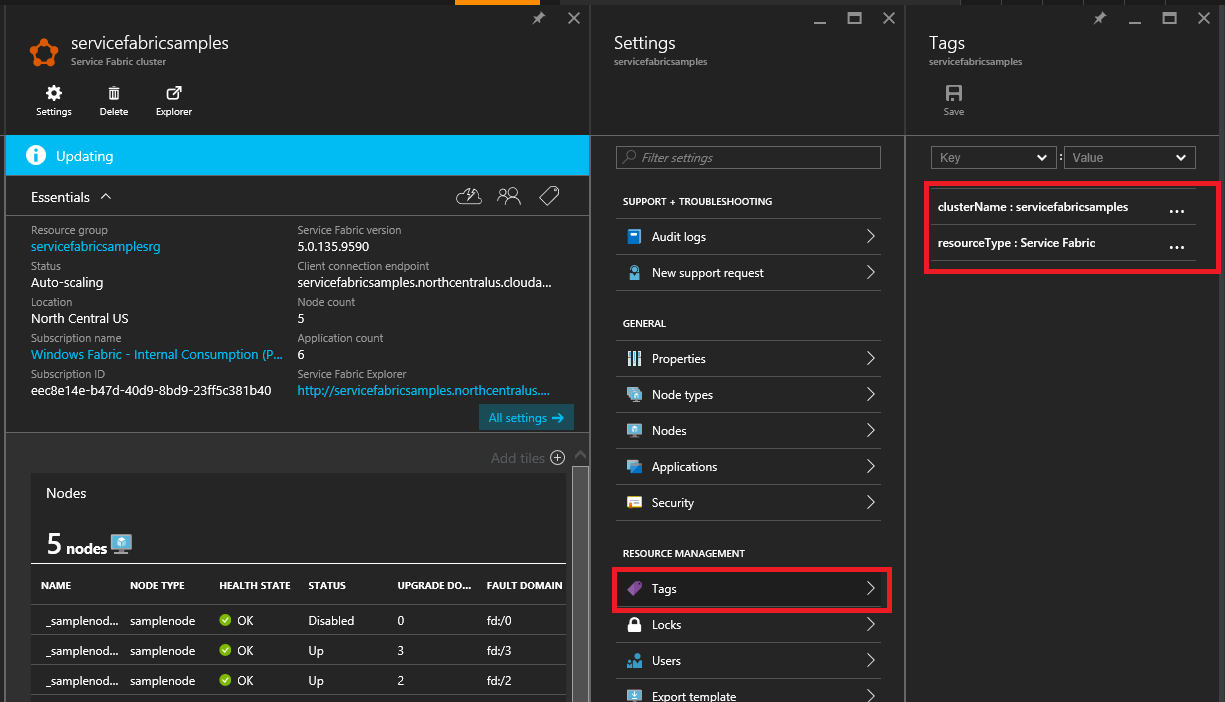 servicefabricsamples
Service Fabric cluster
Settings
Delete
Explorer
Updating
Essentials
Resource group
servicefabricsamplesrg
Status
Auto-scaling
Location
North Central US
Subscription name
Windows Fabric - Internal Consumption (P...
Subscription ID
eec8e14e-b47d-40d9-8bd9-23ff5c381b40
Service Fabric version
5.0.135.9590
Client connection endpoint
servicefabricsamples.northcentralus.clouda...
Node count
5
Application count
6
Service Fabric Explorer
http://servicefabricsamples.northcentralus....
All settings
Add tiles
Nodes
5 nodes
NAME NODE TYPE HEALTH STATE STATUS UPGRADE DO... FAULT DOMAIN
_samplenod... samplenode OK Disabled 0 fd:/0
_samplenod... samplenode OK Up 3 fd:/3
_samplenod... samplenode OK Up 2 fd:/2
Settings
servicefabricsamples
Filter settings
SUPPORT + TROUBLESHOOTING
Audit logs
New support request
GENERAL
Properties
Node types
Nodes
Applications
Security
RESOURCE MANAGEMENT
Tags
Locks
Users
Export template
Tags
servicefabricsamples
Save
Key : Value
clusterName : servicefabricsamples ...
resourceType : Service Fabric ...